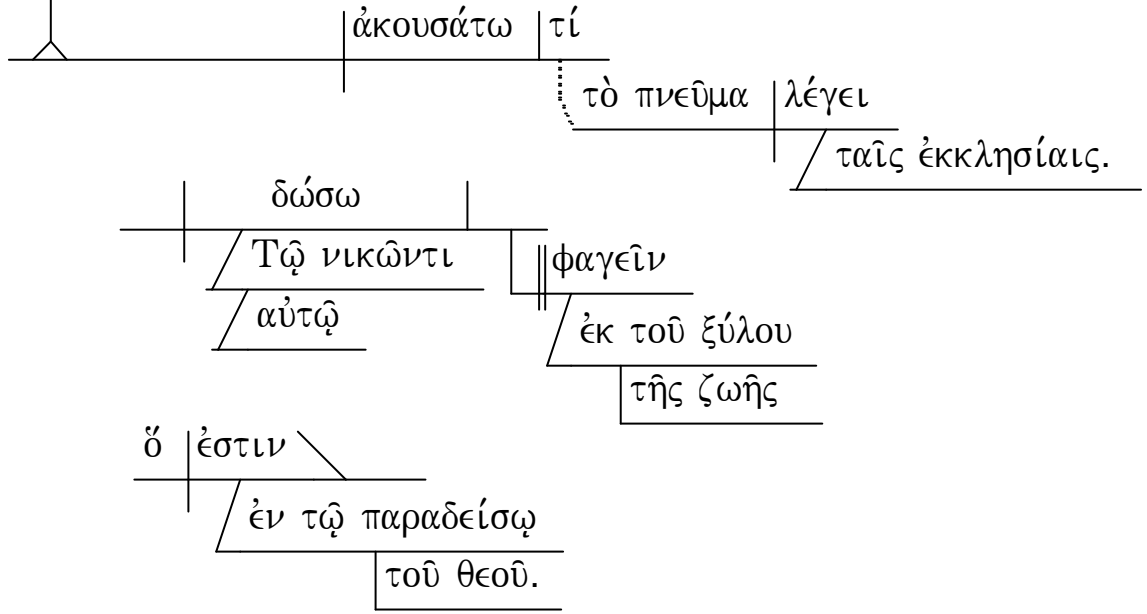 ἀκουσάτω τί
τὸ πνεῦμα λέγει
ταῖς ἐκκλησίαις.
δώσω
Τῷ νικῶντι φαγεῖν
αὐτῷ ἐκ τοῦ ξύλου
τῆς ζωῆς
ὅ ἐστιν
ἐν τῷ παραδείσῳ
τοῦ θεοῦ.